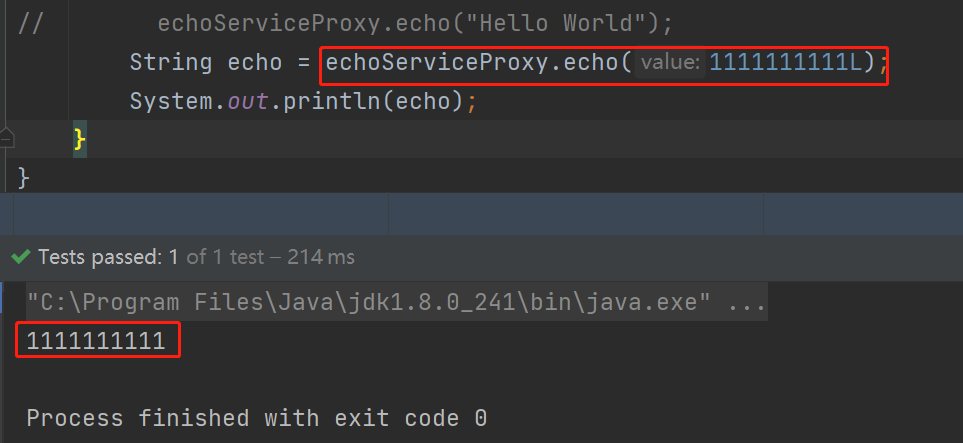 //        echoServiceProxy.echo("Hello World");
String echo = echoServiceProxy.echo( value: 1111111111L);
System.out.println(echo);
}
}
Tests passed: 1 of 1 test – 214 ms
"C:\Program Files\Java\jdk1.8.0_241\bin\java.exe" ...
1111111111
Process finished with exit code 0